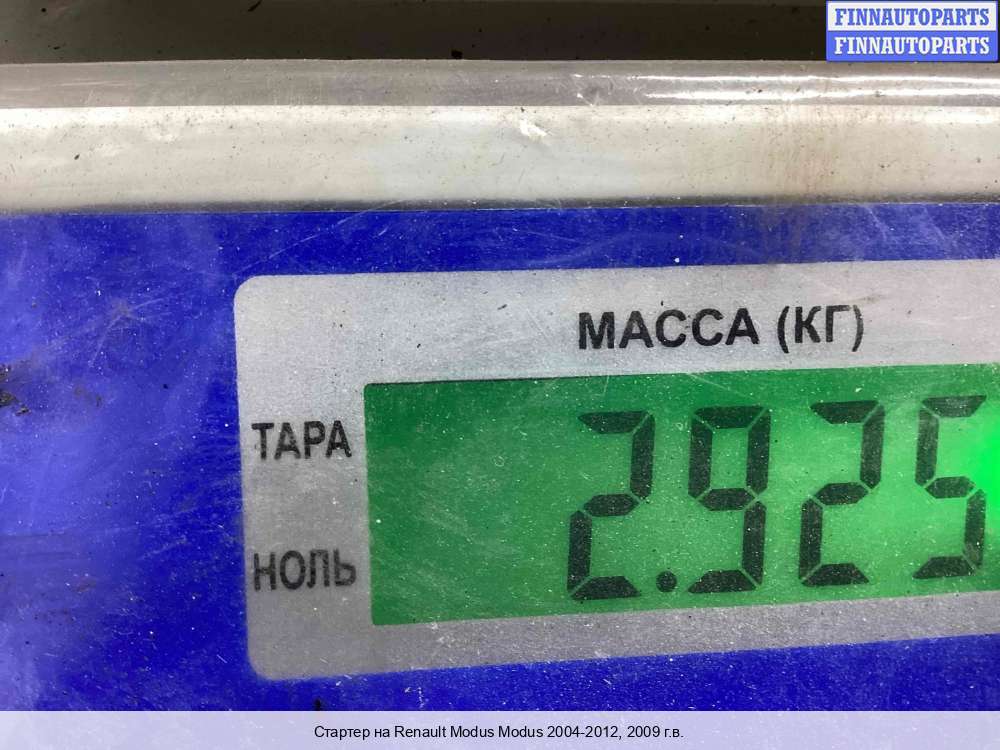 FINNAUTOPARTS
FINNAUTOPARTS
МАССА (КГ)
ТАРА
2.925
НОЛЬ
Стартер на Renault Modus Modus 2004-2012, 2009 г.в.